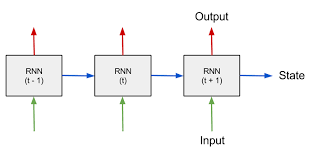 Output
RNN
(t - 1)
RNN
(t)
RNN
(t + 1)
State
Input